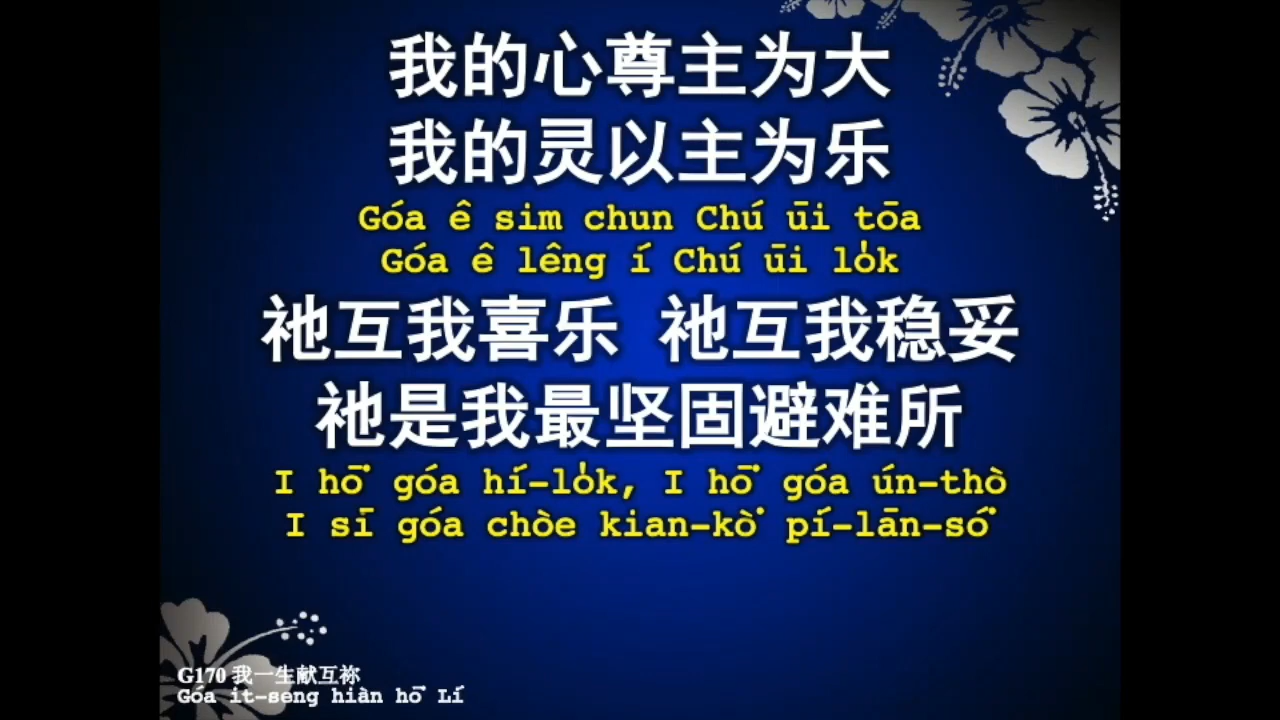 我的心尊主为大
我的灵以主为乐
Góa ê sim chun Chú ūi tōa
Góa ê lêng í Chú ūi lo̍k
祂互我喜乐 祂互我稳妥
祂是我最坚固避难所
I hō͘ góa hí-lo̍k, I hō͘ góa ún-thò
I sī góa chòe kian-kò͘ pí-lān-só͘
G170 我一生献互祢
Góa it-seng hiàn hō͘ Lí